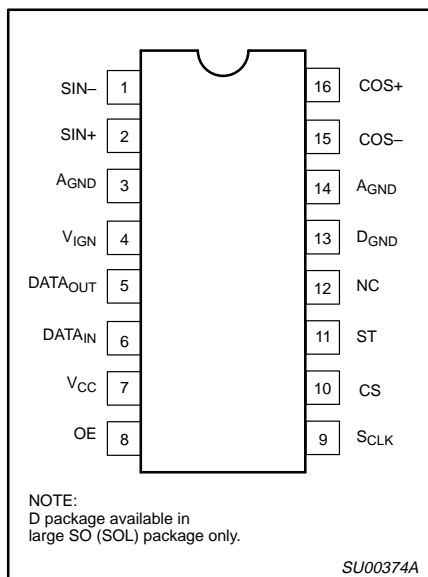 SIN– 1 16 COS+
SIN+ 2 15 COS–
AGND 3 14 AGND
VIGN 4 13 DGND
DATAOUT 5 12 NC
DATAIN 6 11 ST
VCC 7 10 CS
OE 8 9 SCLK
NOTE:
D package available in
large SO (SOL) package only.
SU00374A